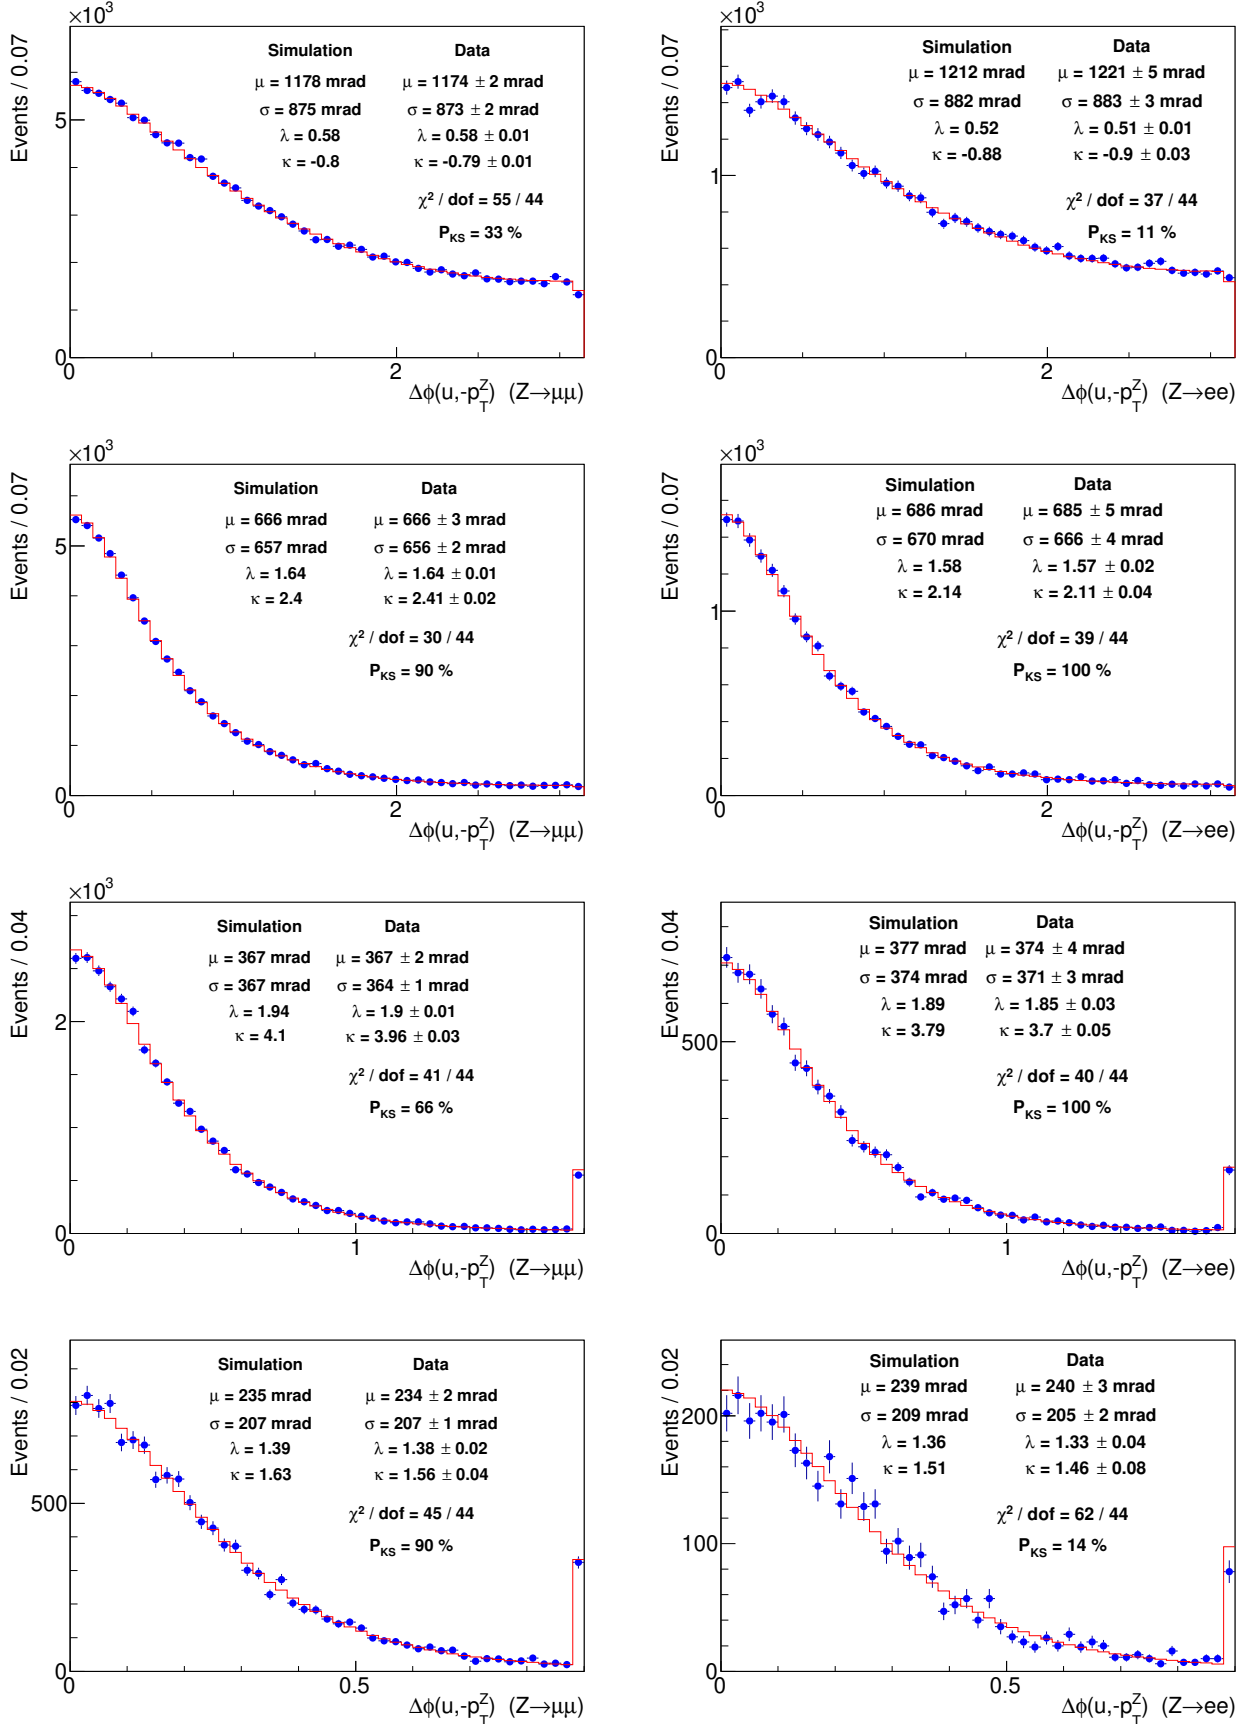 ×10³
Events / 0.07
Simulation Data
μ = 1178 mrad μ = 1174 ± 2 mrad
σ = 875 mrad σ = 873 ± 2 mrad
λ = 0.58 λ = 0.58 ± 0.01
κ = -0.8 κ = -0.79 ± 0.01
χ² / dof = 55 / 44
P_KS = 33 %
5
0
0 2
Δϕ(u,-p_T^Z) (Z→μμ)
×10³
Events / 0.07
Simulation Data
μ = 1212 mrad μ = 1221 ± 5 mrad
σ = 882 mrad σ = 883 ± 3 mrad
λ = 0.52 λ = 0.51 ± 0.01
κ = -0.88 κ = -0.9 ± 0.03
χ² / dof = 37 / 44
P_KS = 11 %
1
0
0 2
Δϕ(u,-p_T^Z) (Z→ee)
×10³
Events / 0.07
Simulation Data
μ = 666 mrad μ = 666 ± 3 mrad
σ = 657 mrad σ = 656 ± 2 mrad
λ = 1.64 λ = 1.64 ± 0.01
κ = 2.4 κ = 2.41 ± 0.02
χ² / dof = 30 / 44
P_KS = 90 %
5
0
0 2
Δϕ(u,-p_T^Z) (Z→μμ)
×10³
Events / 0.07
Simulation Data
μ = 686 mrad μ = 685 ± 5 mrad
σ = 670 mrad σ = 666 ± 4 mrad
λ = 1.58 λ = 1.57 ± 0.02
κ = 2.14 κ = 2.11 ± 0.04
χ² / dof = 39 / 44
P_KS = 100 %
1
0
0 2
Δϕ(u,-p_T^Z) (Z→ee)
×10³
Events / 0.04
Simulation Data
μ = 367 mrad μ = 367 ± 2 mrad
σ = 367 mrad σ = 364 ± 1 mrad
λ = 1.94 λ = 1.9 ± 0.01
κ = 4.1 κ = 3.96 ± 0.03
χ² / dof = 41 / 44
P_KS = 66 %
2
0
0 1
Δϕ(u,-p_T^Z) (Z→μμ)
Events / 0.04
Simulation Data
μ = 377 mrad μ = 374 ± 4 mrad
σ = 374 mrad σ = 371 ± 3 mrad
λ = 1.89 λ = 1.85 ± 0.03
κ = 3.79 κ = 3.7 ± 0.05
χ² / dof = 40 / 44
P_KS = 100 %
500
0
0 1
Δϕ(u,-p_T^Z) (Z→ee)
Events / 0.02
Simulation Data
μ = 235 mrad μ = 234 ± 2 mrad
σ = 207 mrad σ = 207 ± 1 mrad
λ = 1.39 λ = 1.38 ± 0.02
κ = 1.63 κ = 1.56 ± 0.04
χ² / dof = 45 / 44
P_KS = 90 %
500
0
0 0.5
Δϕ(u,-p_T^Z) (Z→μμ)
Events / 0.02
Simulation Data
μ = 239 mrad μ = 240 ± 3 mrad
σ = 209 mrad σ = 205 ± 2 mrad
λ = 1.36 λ = 1.33 ± 0.04
κ = 1.51 κ = 1.46 ± 0.08
χ² / dof = 62 / 44
P_KS = 14 %
200
100
0
0 0.5
Δϕ(u,-p_T^Z) (Z→ee)